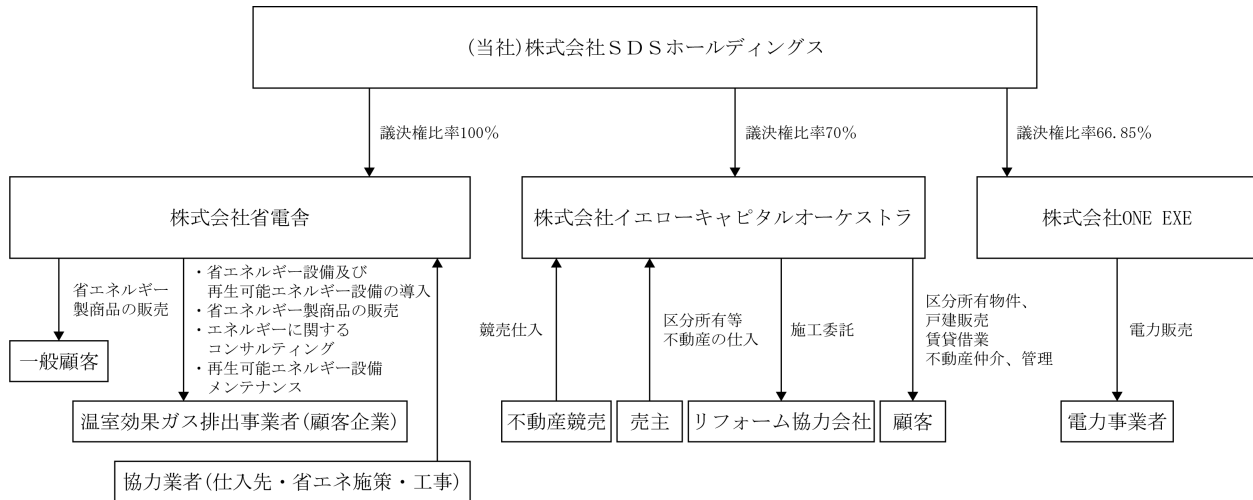 (当社)株式会社ＳＤＳホールディングス
議決権比率100％
議決権比率70％
議決権比率66.85％
株式会社省電舎
株式会社イエローキャピタルオーケストラ
株式会社ONE EXE
省エネルギー
製商品の販売
・省エネルギー設備及び
再生可能エネルギー設備の導入
・省エネルギー製商品の販売
・エネルギーに関する
コンサルティング
・再生可能エネルギー設備
メンテナンス
競売仕入
区分所有等
不動産の仕入
施工委託
区分所有物件、
戸建販売
賃貸借業
不動産仲介、管理
電力販売
一般顧客
温室効果ガス排出事業者(顧客企業)
不動産競売
売主
リフォーム協力会社
顧客
電力事業者
協力業者(仕入先・省エネ施策・工事)